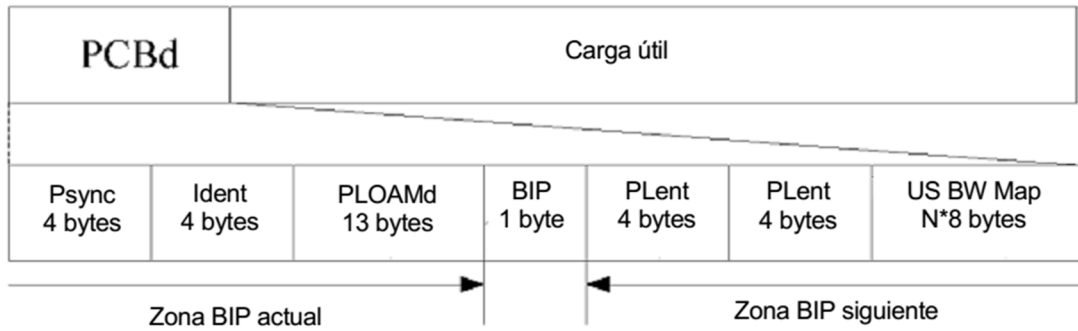 PCBd
Carga útil
Psync
4 bytes
Ident
4 bytes
PLOAMd
13 bytes
BIP
1 byte
PLent
4 bytes
PLent
4 bytes
US BW Map
N*8 bytes
Zona BIP actual
Zona BIP siguiente